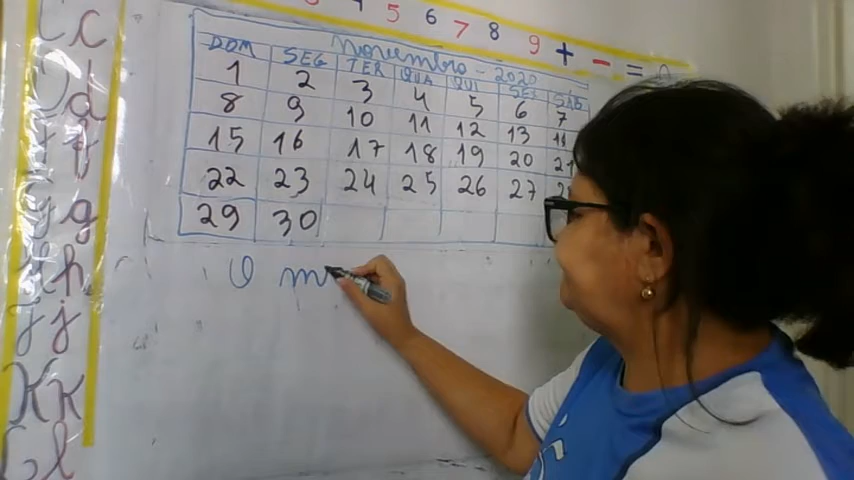 5 6 7 8 9 + - =
Novembro - 2020
DOM SEG TER QUA QUI SEX SÁB
1 2 3 4 5 6 7
8 9 10 11 12 13
15 16 17 18 19 20 21
22 23 24 25 26 27
29 30
O m
C c
d
f
g
h
J j
K k
L l